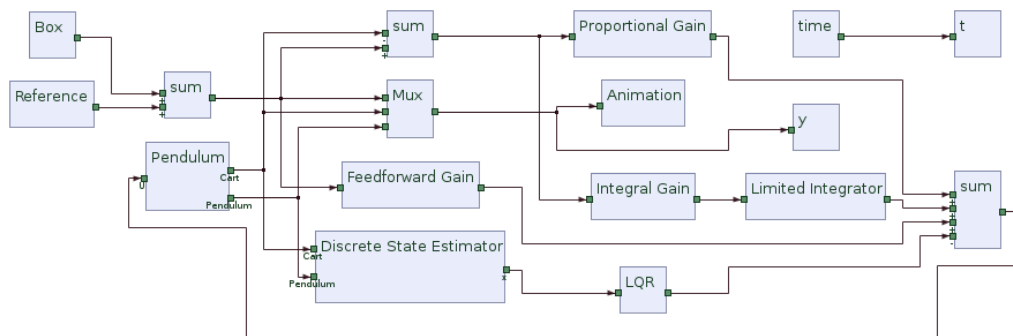 Box
Reference
sum
+
+
sum
-
+
Proportional Gain
time
t
Mux
Animation
y
Pendulum
U
Cart
Pendulum
Feedforward Gain
Integral Gain
Limited Integrator
sum
+
+
+
-
Discrete State Estimator
Cart
Pendulum
x
LQR